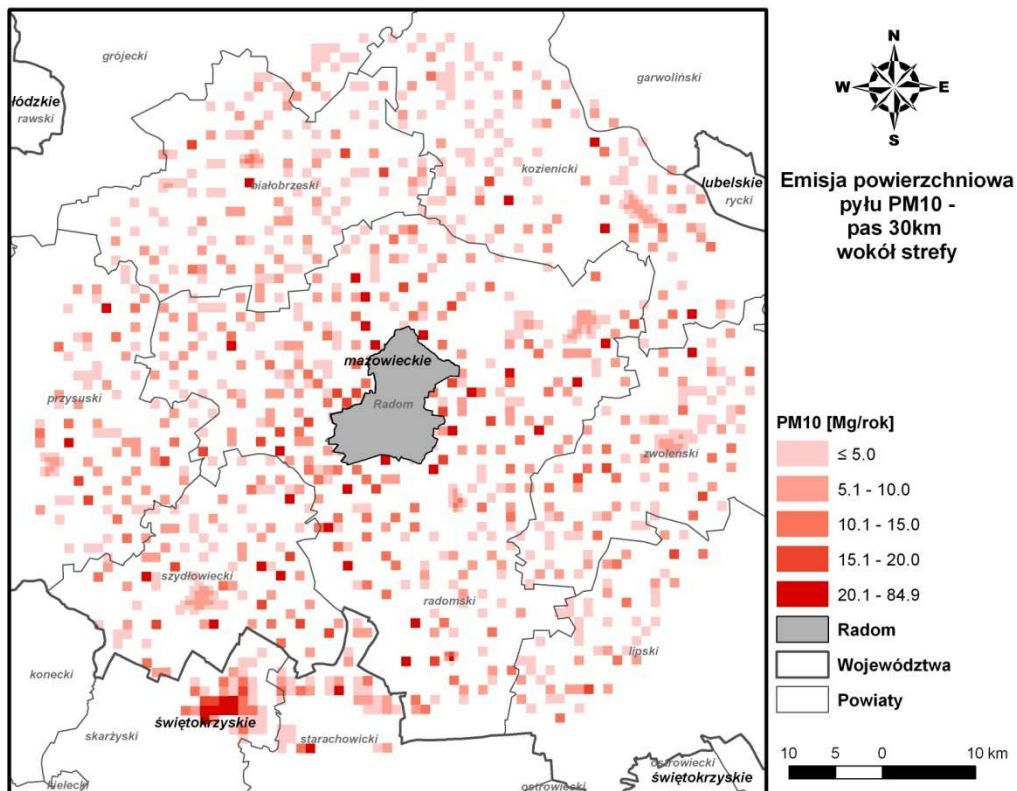 grójecki
garwoliński
łódzkie
rawski
białobrzeski
kozienicki
lubelskie
rycki
mazowieckie
Radom
przysuski
zwoleński
szydłowiecki
radomski
lipski
konecki
świętokrzyskie
skarżyski
starachowicki
kielecki
ostrowiecki
ostrowiecki
świętokrzyskie
N
W E
S
Emisja powierzchniowa
pyłu PM10 -
pas 30km
wokół strefy
PM10 [Mg/rok]
≤ 5.0
5.1 - 10.0
10.1 - 15.0
15.1 - 20.0
20.1 - 84.9
Radom
Województwa
Powiaty
10 5 0 10 km